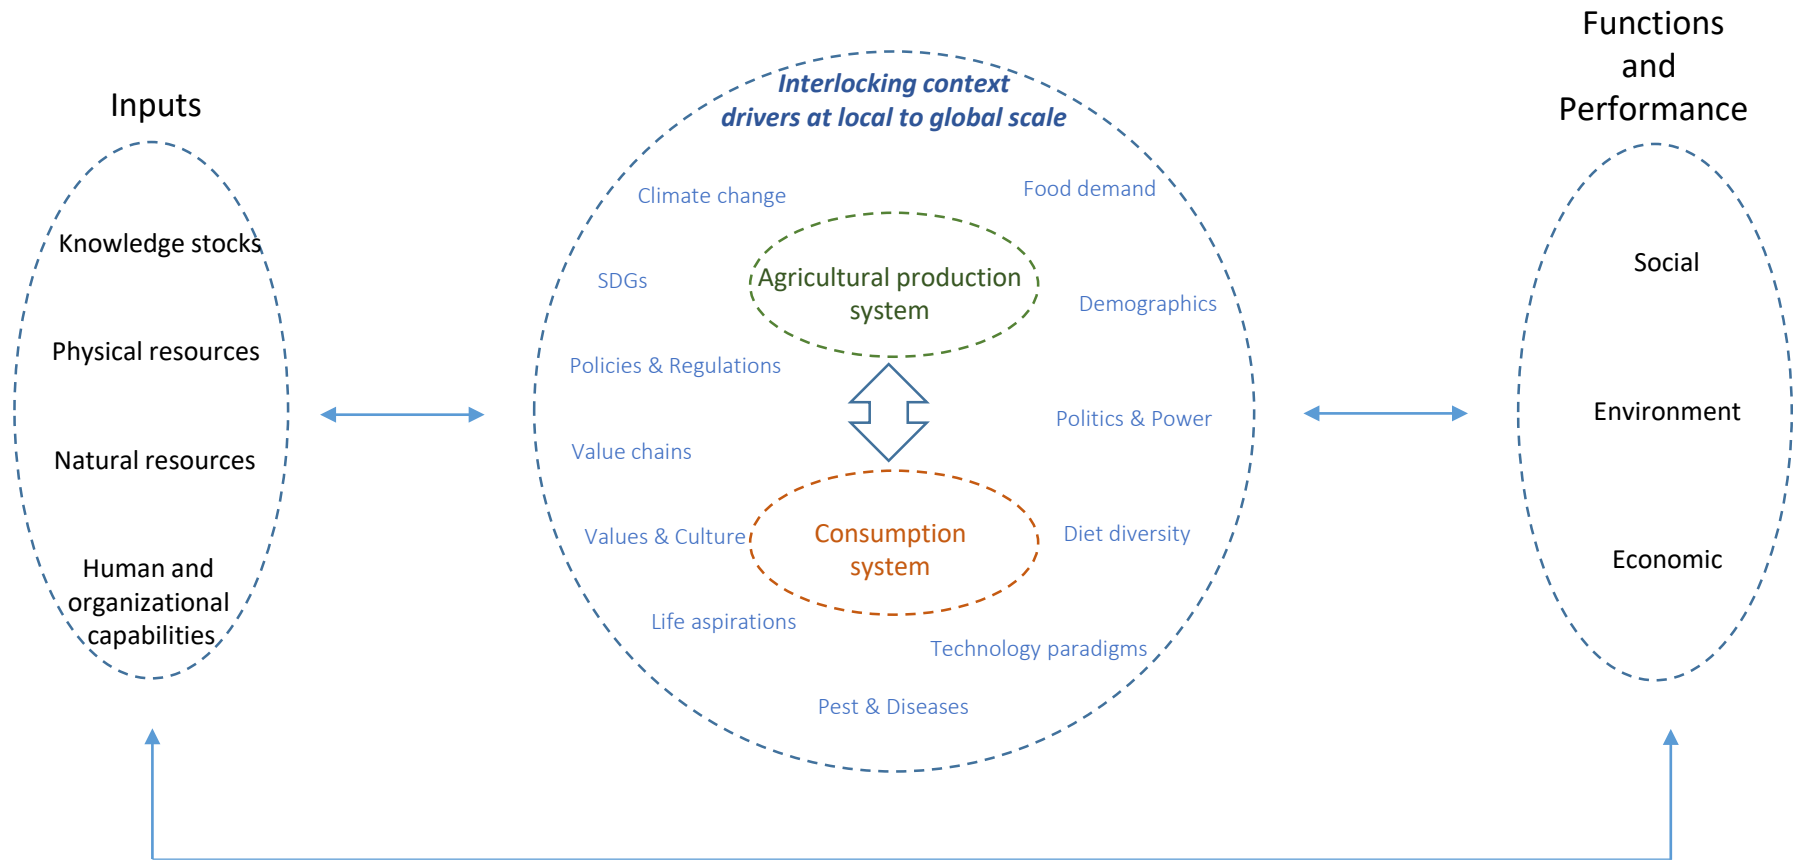 Inputs
Knowledge stocks
Physical resources
Natural resources
Human and
organizational
capabilities
Interlocking context
drivers at local to global scale
Climate change
Food demand
SDGs
Agricultural production
system
Demographics
Policies & Regulations
Politics & Power
Value chains
Values & Culture
Consumption
system
Diet diversity
Life aspirations
Technology paradigms
Pest & Diseases
Functions
and
Performance
Social
Environment
Economic